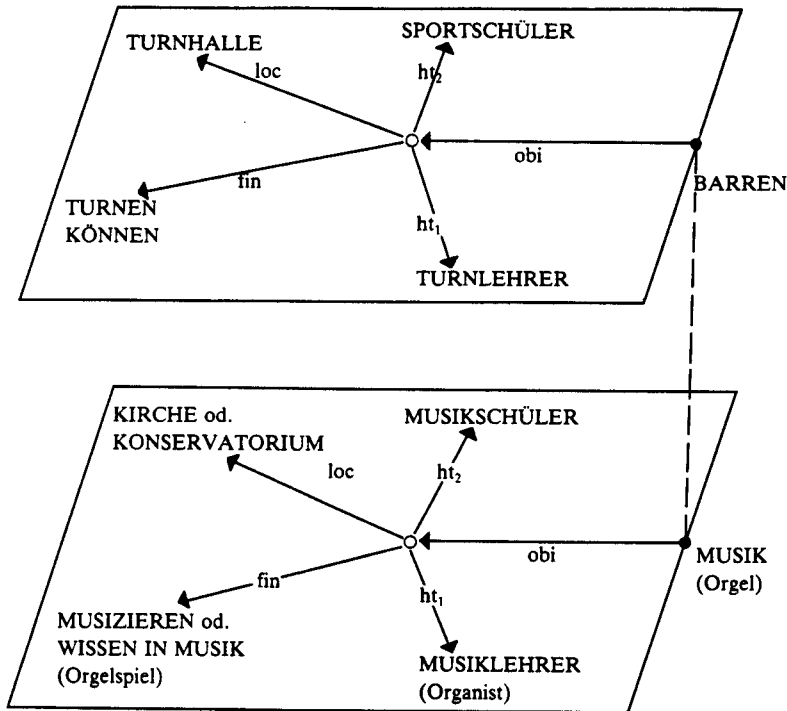 SPORTSCHÜLER
TURNHALLE
loc
ht₂
obi
fin
BARREN
TURNEN
KÖNNEN
ht₁
TURNLEHRER
KIRCHE od.
KONSERVATORIUM
MUSIKSCHÜLER
loc
ht₂
obi
MUSIK
(Orgel)
fin
ht₁
MUSIZIEREN od.
WISSEN IN MUSIK
(Orgelspiel)
MUSIKLEHRER
(Organist)